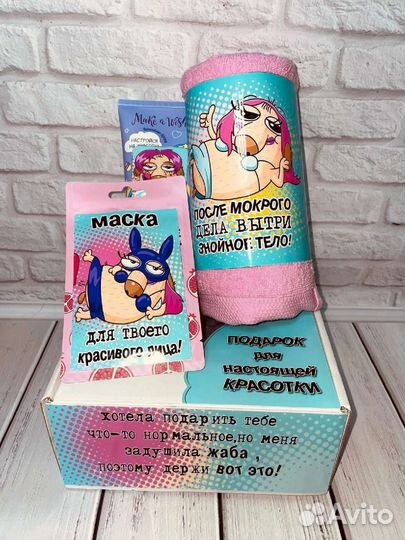 Make a Wish
НАСТРОЙСЯ
МАСКА
ДЛЯ ТВОЕГО
КРАСИВОГО ЛИЦА!
ПОСЛЕ МОКРОГО
ДЕЛА ВЫТРИ
ЗНОЙНОЕ ТЕЛО!
ПОДАРОК
для
настоящей
КРАСОТКИ
хотела подарить тебе
что-то нормальное,но меня
задушила жаба ,
поэтому держи вот это!
Avito